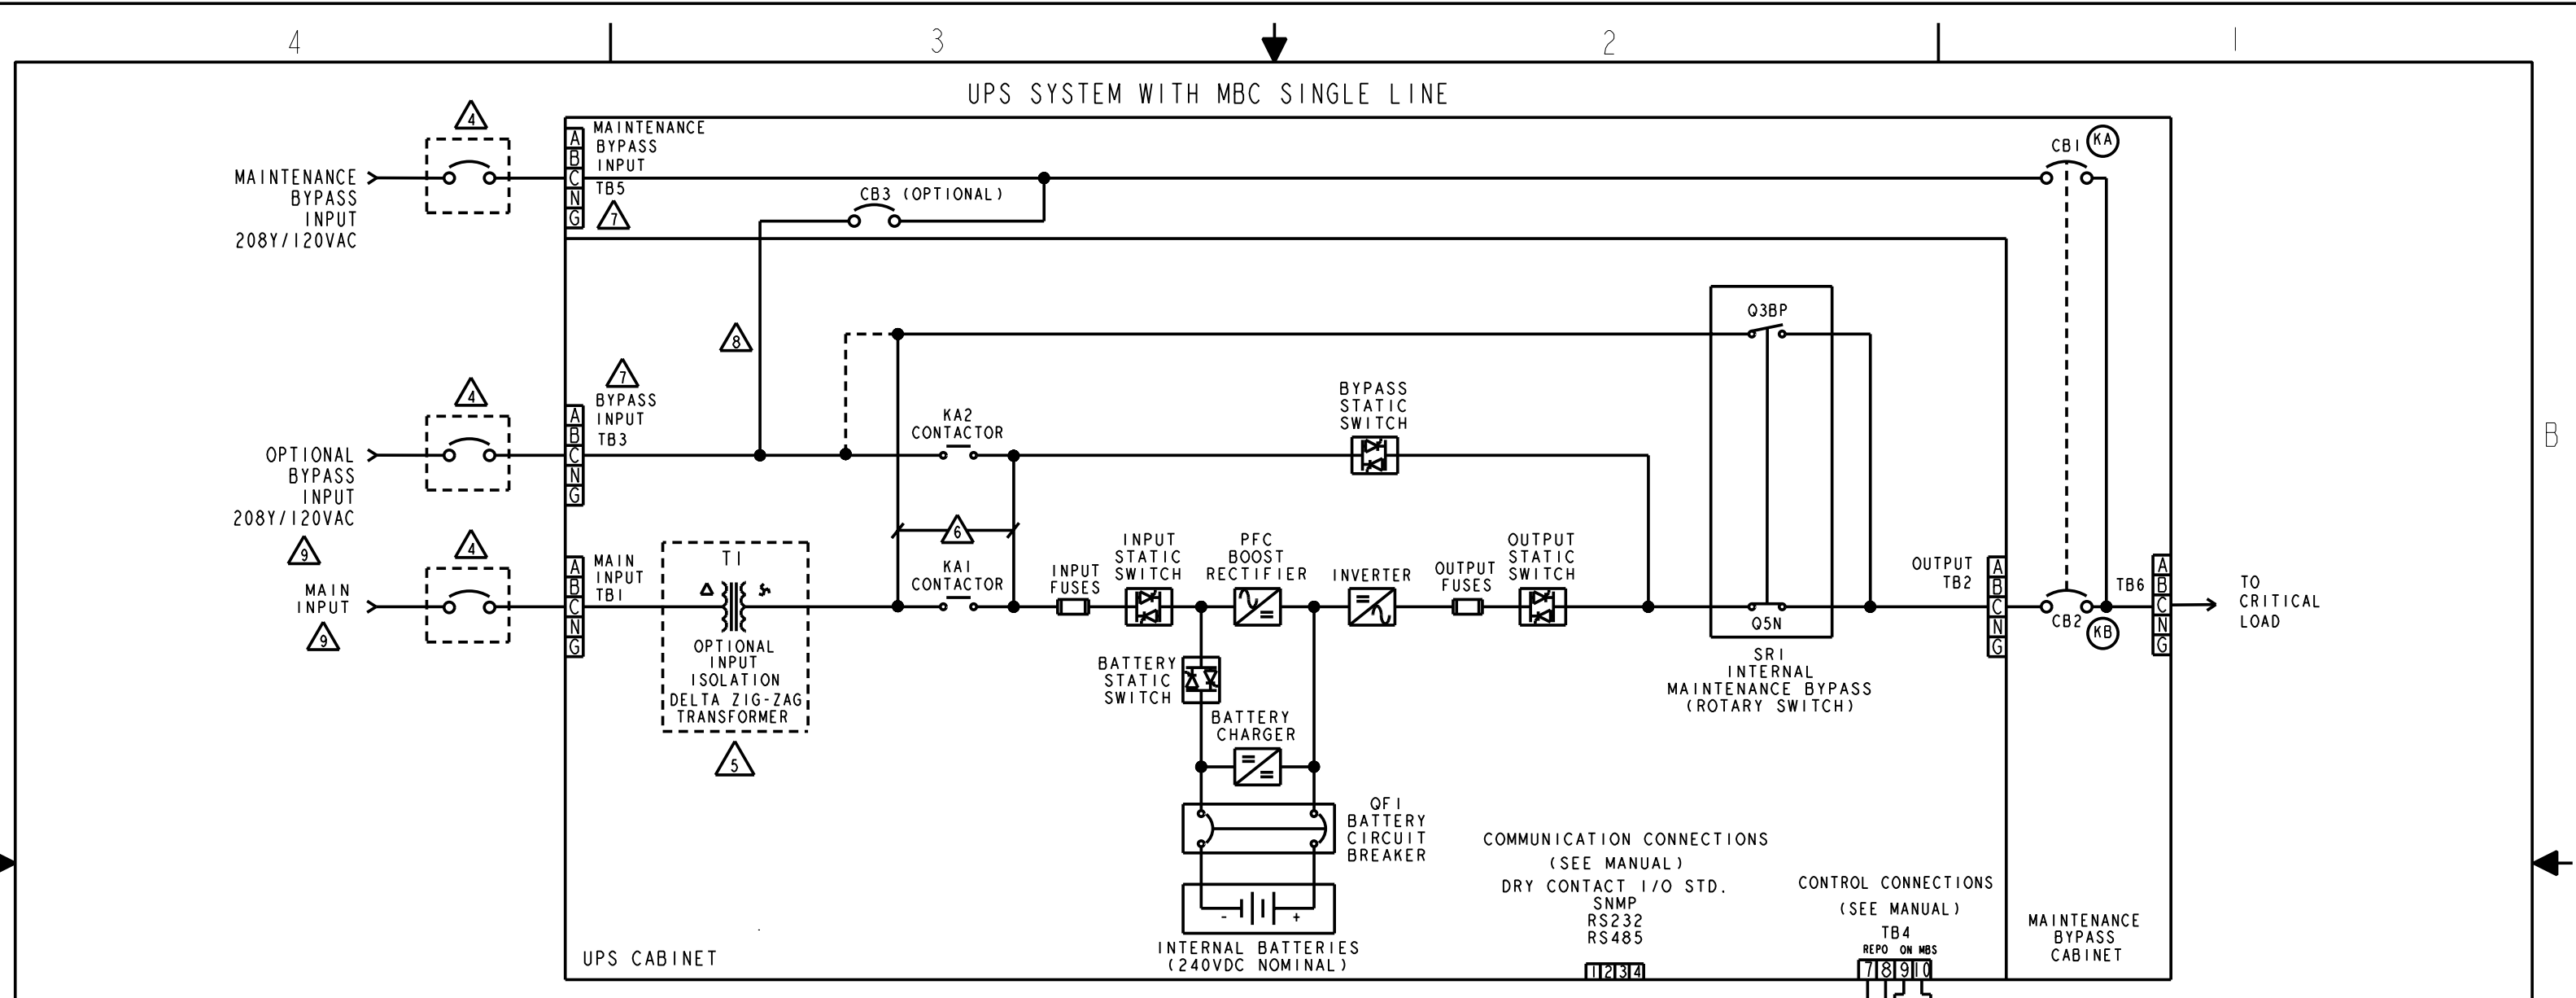 4
3
2
1
UPS SYSTEM WITH MBC SINGLE LINE
4
MAINTENANCE
BYPASS
INPUT
208Y/120VAC
A
B
C
N
G
MAINTENANCE
BYPASS
INPUT
TB5
7
CB3 (OPTIONAL)
CB1
KA
8
Q3BP
4
OPTIONAL
BYPASS
INPUT
208Y/120VAC
9
A
B
C
N
G
7
BYPASS
INPUT
TB3
KA2
CONTACTOR
BYPASS
STATIC
SWITCH
B
4
MAIN
INPUT
9
A
B
C
N
G
MAIN
INPUT
TB1
T1
OPTIONAL
INPUT
ISOLATION
DELTA ZIG-ZAG
TRANSFORMER
5
6
KA1
CONTACTOR
INPUT
FUSES
INPUT
STATIC
SWITCH
PFC
BOOST
RECTIFIER
INVERTER
OUTPUT
FUSES
OUTPUT
STATIC
SWITCH
Q5N
SR1
INTERNAL
MAINTENANCE BYPASS
(ROTARY SWITCH)
OUTPUT
TB2
A
B
C
N
G
CB2
KB
TB6
A
B
C
N
G
TO
CRITICAL
LOAD
BATTERY
STATIC
SWITCH
BATTERY
CHARGER
QF1
BATTERY
CIRCUIT
BREAKER
- +
INTERNAL BATTERIES
(240VDC NOMINAL)
COMMUNICATION CONNECTIONS
(SEE MANUAL)
DRY CONTACT I/O STD.
SNMP
RS232
RS485
1 2 3 4
CONTROL CONNECTIONS
(SEE MANUAL)
TB4
REPO ON MBS
7 8 9 10
MAINTENANCE
BYPASS
CABINET
UPS CABINET